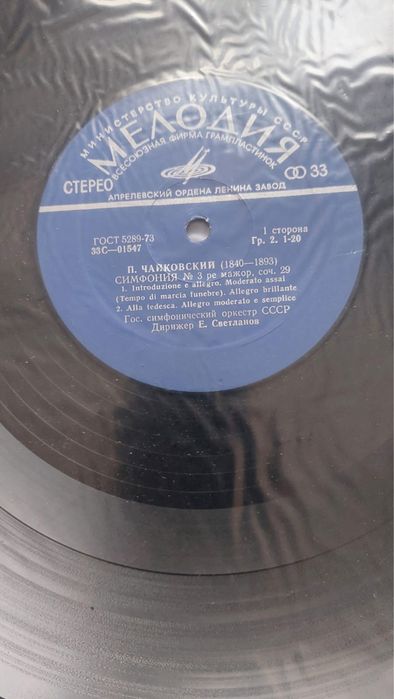 МИНИСТЕРСТВО КУЛЬТУРЫ СССР
МЕЛОДИЯ
ВСЕСОЮЗНАЯ ФИРМА ГРАМПЛАСТИНОК
СТЕРЕО
33
АПРЕЛЕВСКИЙ ОРДЕНА ЛЕНИНА ЗАВОД
ГОСТ 5289-73
33С—01547
1 сторона
Гр. 2. 1-20
П. ЧАЙКОВСКИЙ (1840—1893)
СИМФОНИЯ № 3 ре мажор, соч. 29
1. Introduzione e allegro. Moderato assai
(Tempo di marcia funebre). Allegro brillante
2. Alla tedesca. Allegro moderato e semplice
Гос. симфонический оркестр СССР
Дирижер Е. Светланов